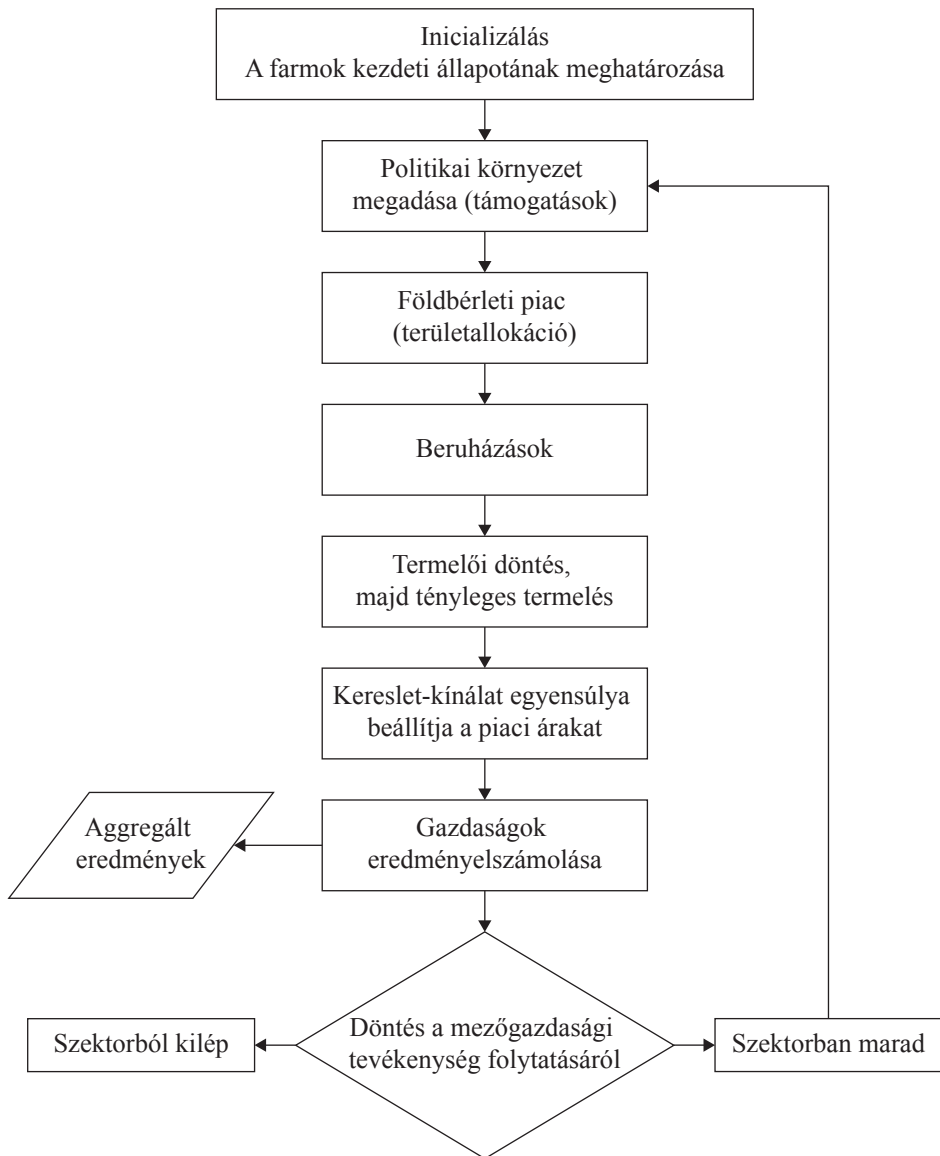 Inicializálás
A farmok kezdeti állapotának meghatározása
Politikai környezet
megadása (támogatások)
Földbérleti piac
(területallokáció)
Beruházások
Termelői döntés,
majd tényleges termelés
Kereslet-kínálat egyensúlya
beállítja a piaci árakat
Aggregált
eredmények
Gazdaságok
eredményelszámolása
Szektorból kilép
Döntés a mezőgazdasági
tevékenység folytatásáról
Szektorban marad